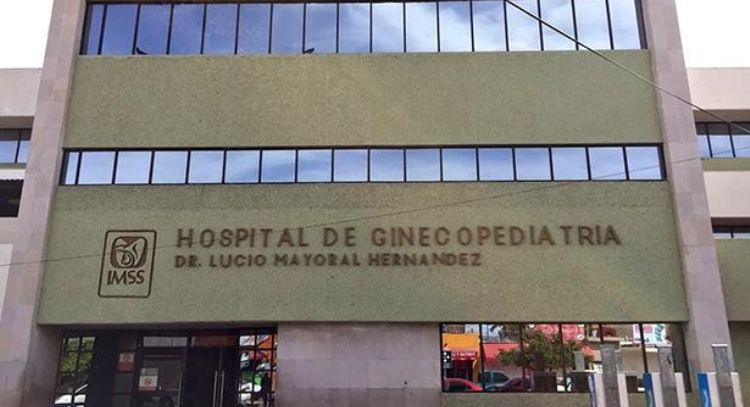 HOSPITAL DE GINECOPEDIATRIA
DR. LUCIO MAYORAL HERNANDEZ
IMSS